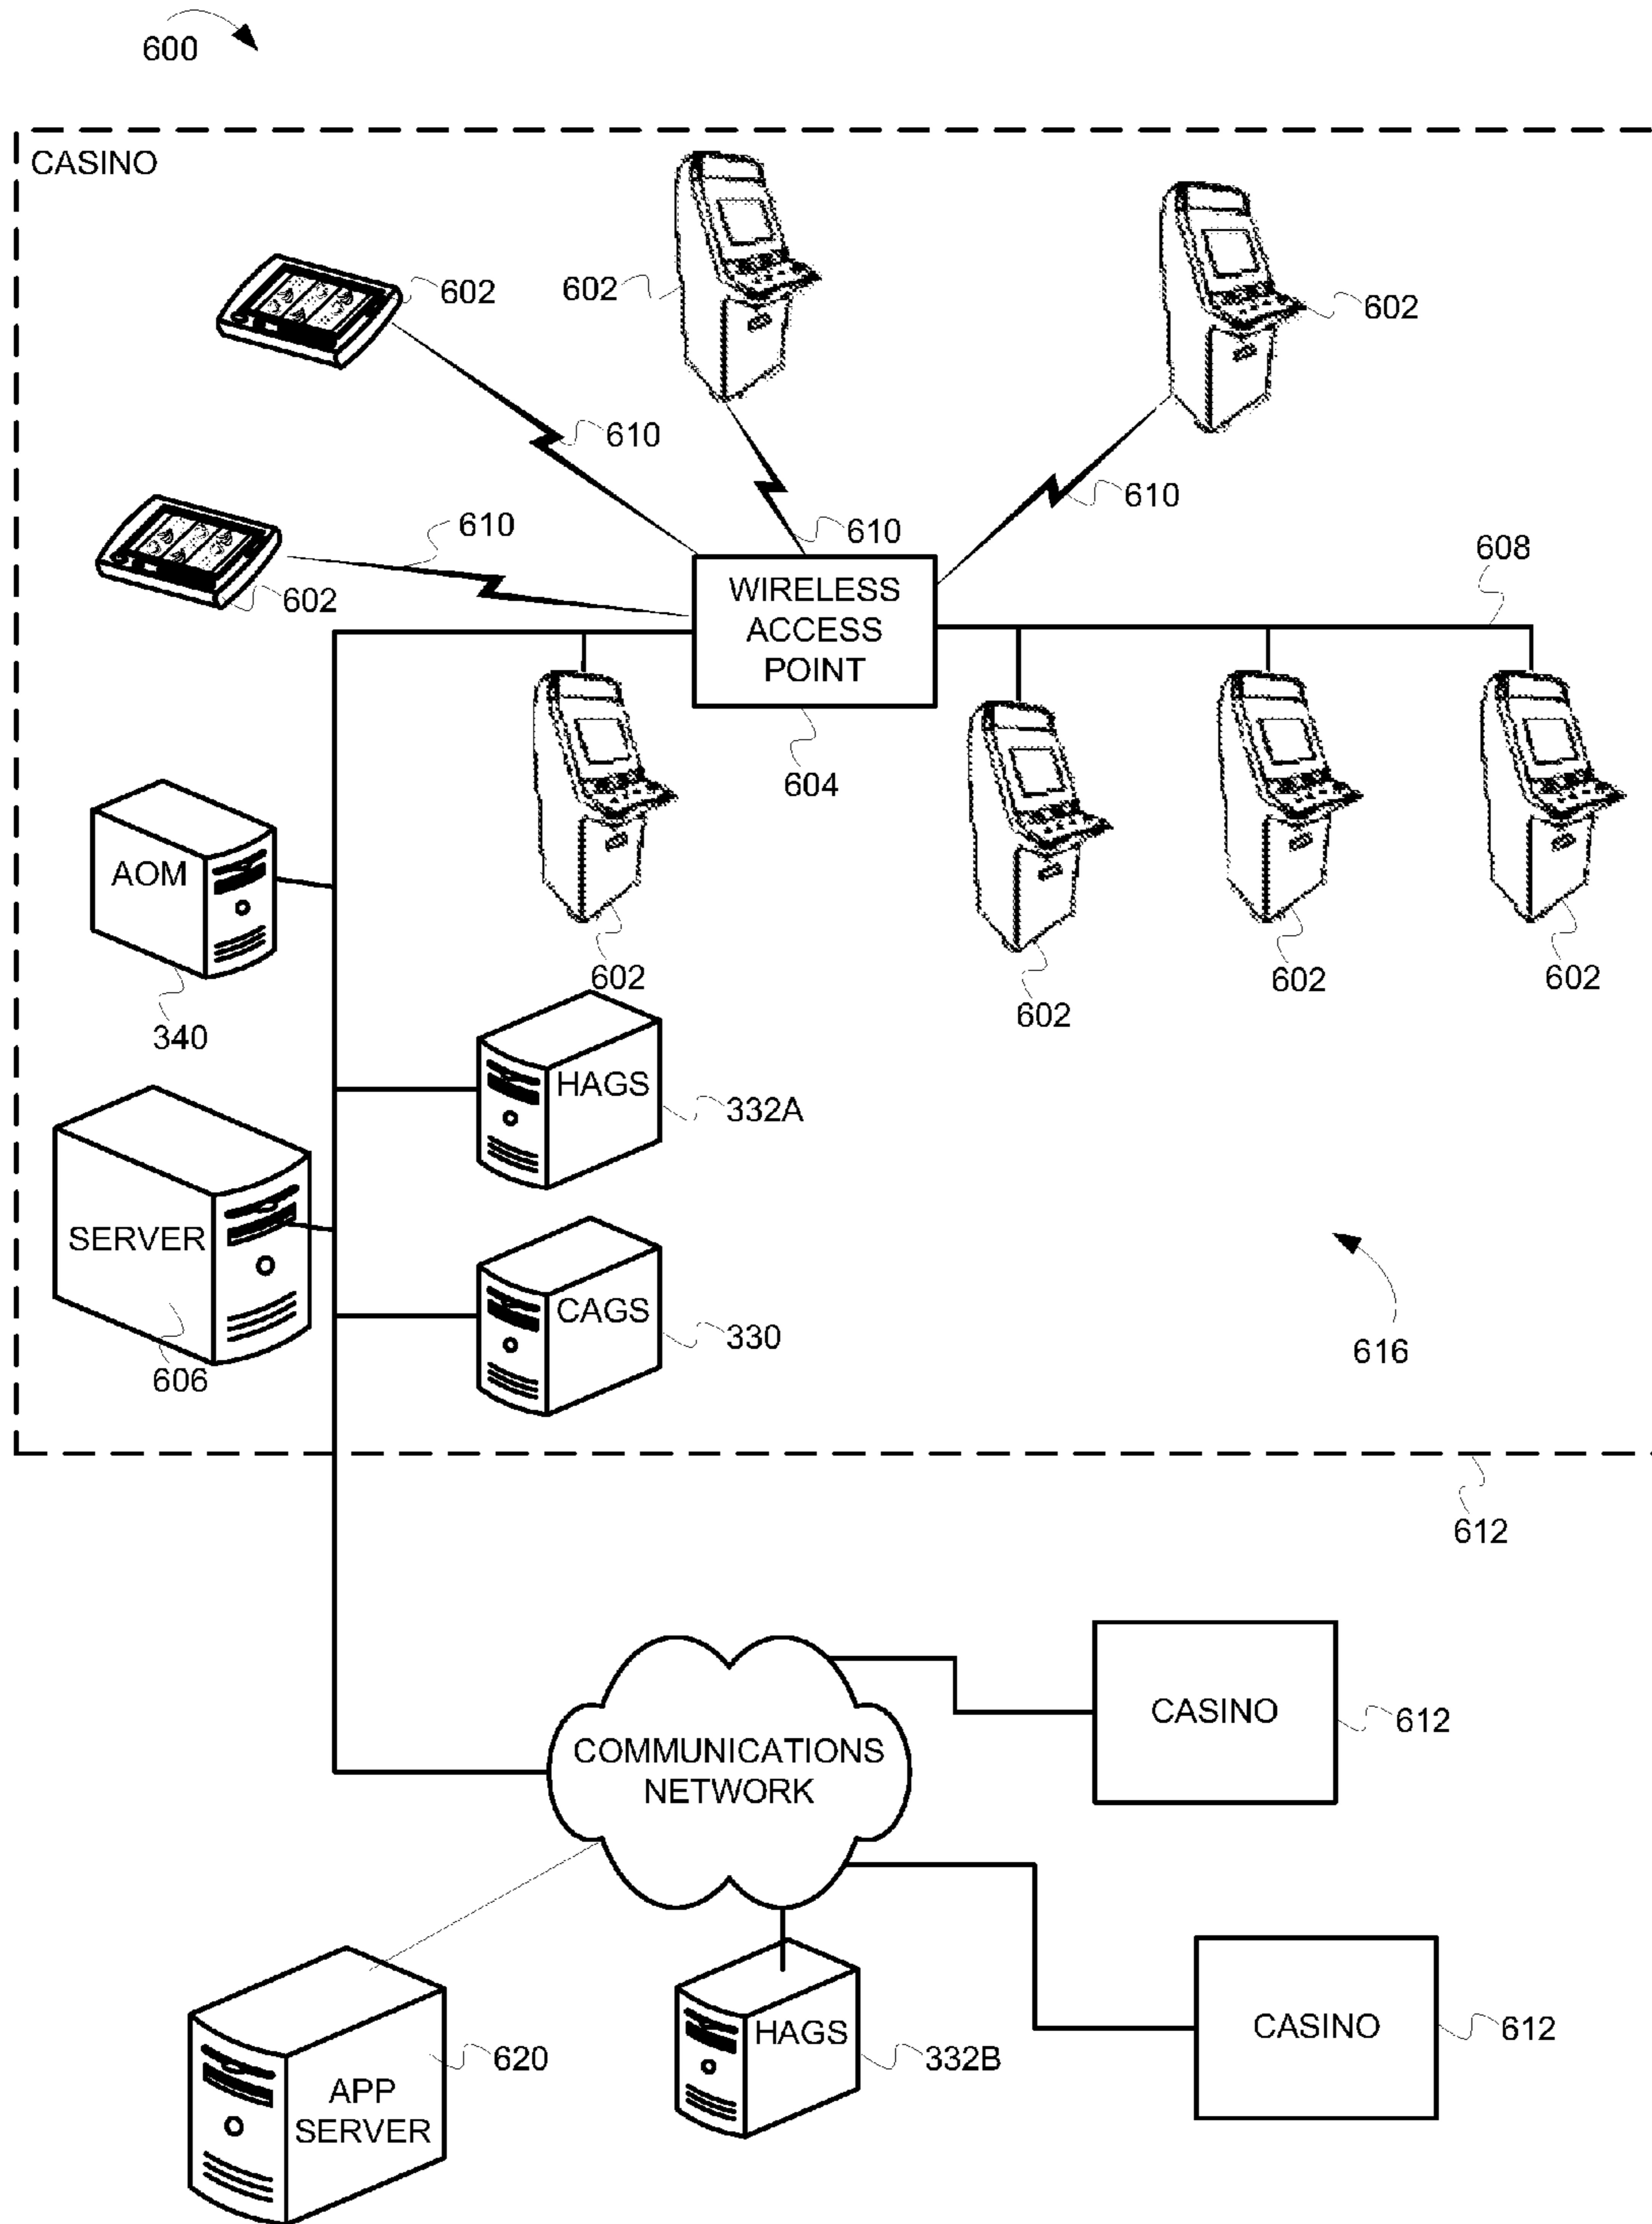 600
CASINO
602
602
602
610
610
610
610
602
608
WIRELESS
ACCESS
POINT
604
AOM
340
602
602
602
602
HAGS
332A
SERVER
606
CAGS
330
616
612
CASINO
612
COMMUNICATIONS
NETWORK
CASINO
612
HAGS
332B
620
APP
SERVER